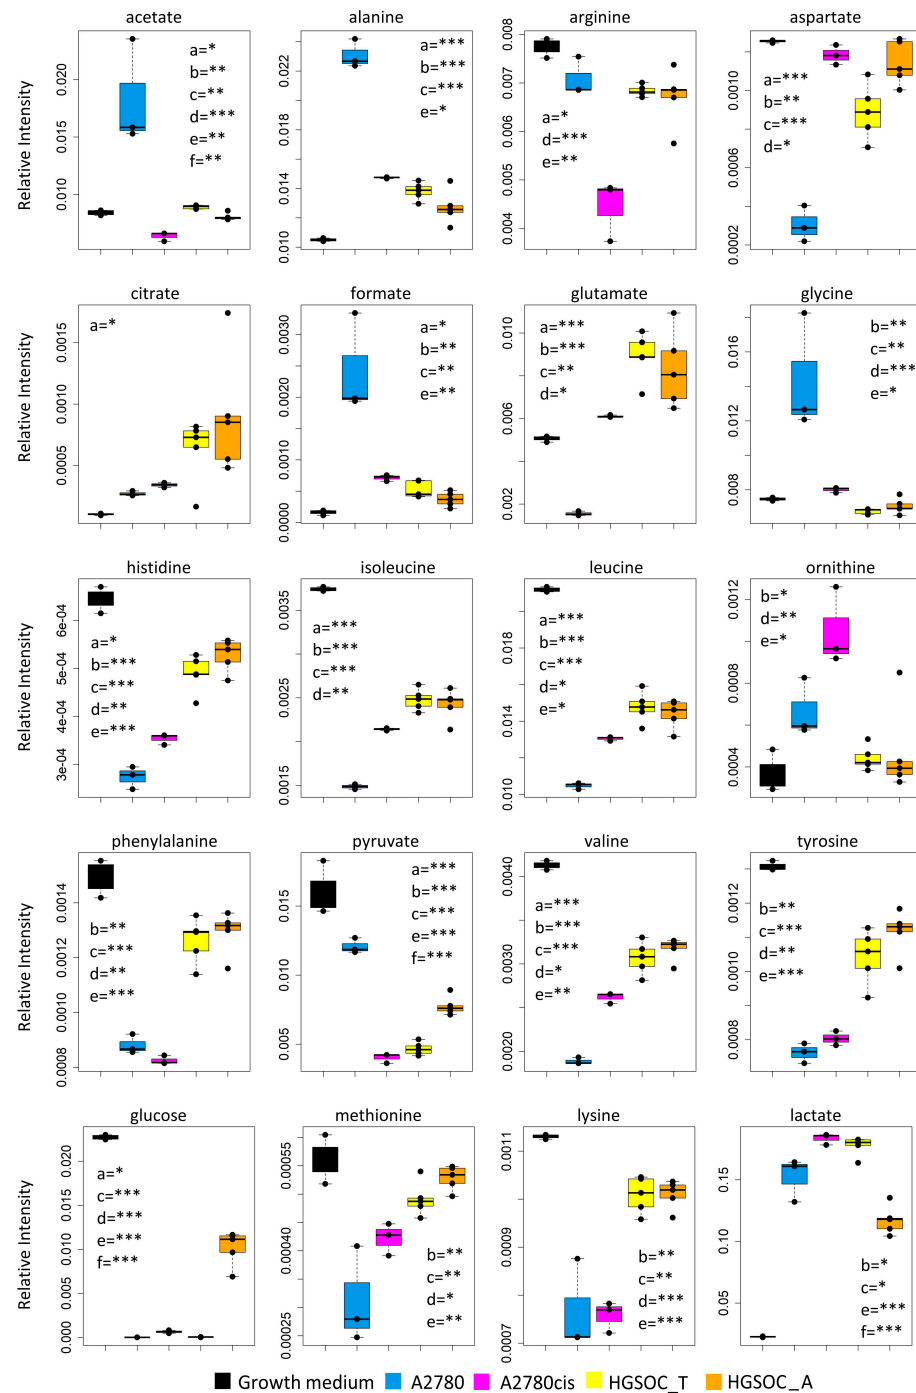 acetate
alanine
arginine
aspartate
Relative Intensity
0.020
0.015
0.010
a=*
b=**
c=**
d=***
e=**
f=**
0.022
0.014
0.010
a=***
b=***
c=***
e=*
0.008
0.007
0.006
0.005
0.004
a=*
d=***
e=**
0.0010
0.0006
0.0002
a=***
b=**
c=***
d=*
citrate
formate
glutamate
glycine
Relative Intensity
0.0015
0.0010
0.0005
a=*
0.0030
0.0020
0.0010
0.0000
a=*
b=**
c=**
e=**
0.010
0.006
0.002
a=***
b=***
c=**
d=*
0.016
0.012
0.008
b=**
c=**
d=***
e=*
histidine
isoleucine
leucine
ornithine
Relative Intensity
6e-04
5e-04
4e-04
3e-04
a=*
b=***
c=***
d=**
e=***
0.0035
0.0025
0.0015
a=***
b=***
c=***
d=**
0.018
0.014
0.010
a=***
b=***
c=***
d=*
e=*
0.0012
0.0008
0.0004
b=*
d=**
e=*
phenylalanine
pyruvate
valine
tyrosine
Relative Intensity
0.0014
0.0012
0.0010
0.0008
b=**
c=***
d=**
e=***
0.015
0.010
0.005
a=***
b=***
c=***
e=***
f=***
0.0040
0.0030
0.0020
a=***
b=***
c=***
d=*
e=**
0.0012
0.0010
0.0008
b=**
c=***
d=**
e=***
glucose
methionine
lysine
lactate
Relative Intensity
0.020
0.015
0.010
0.005
0.000
a=*
c=***
d=***
e=***
f=***
0.00055
0.00040
0.00025
b=**
c=**
d=*
e=**
0.0011
0.0009
0.0007
b=**
c=**
d=***
e=***
0.15
0.10
0.05
b=*
c=*
e=***
f=***
Growth medium A2780 A2780cis HGSOC_T HGSOC_A